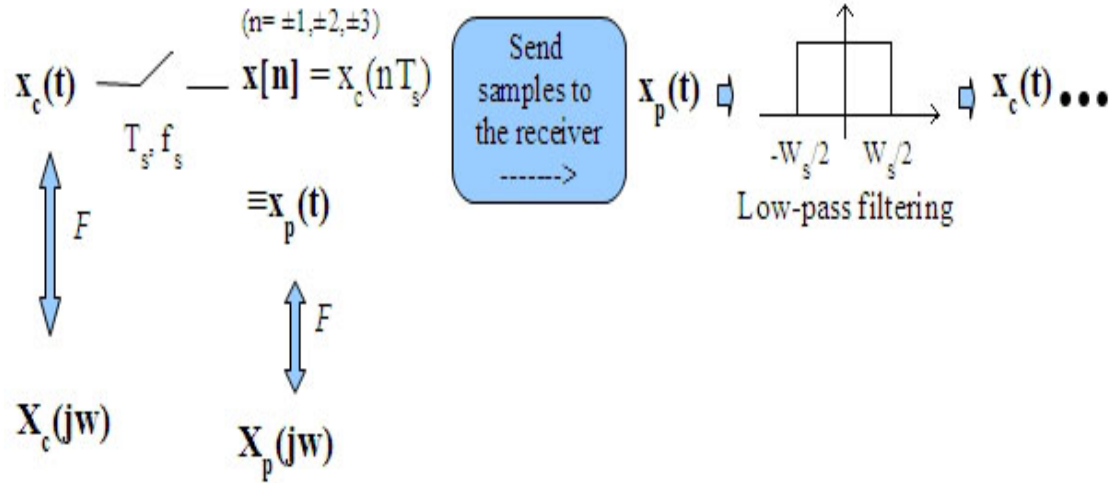 (n= ±1,±2,±3)
x_c(t)
x[n] = x_c(nT_s)
T_s, f_s
≡x_p(t)
F
F
X_c(jw)
X_p(jw)
Send
samples to
the receiver
------->
x_p(t)
-W_s/2
W_s/2
Low-pass filtering
x_c(t) •••